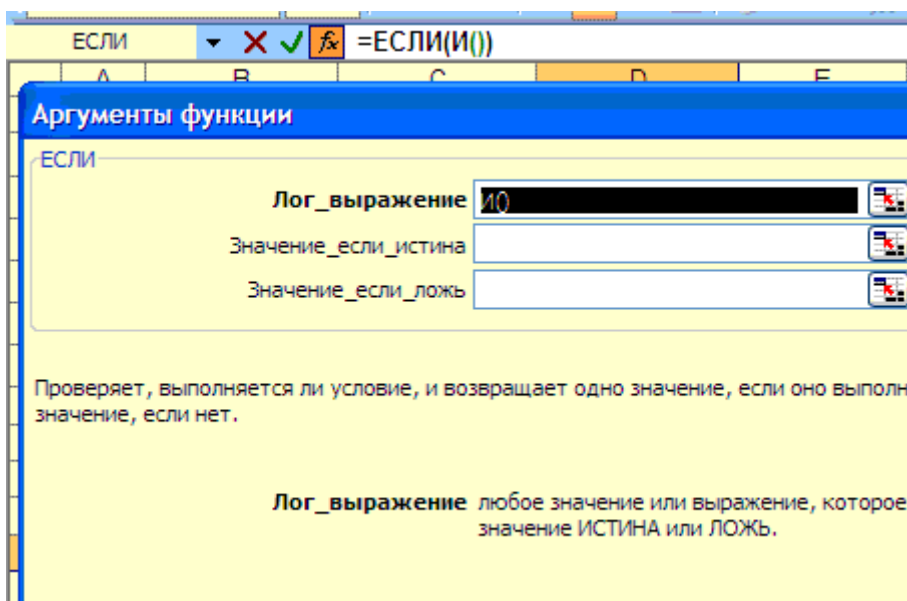 ЕСЛИ =ЕСЛИ(И())
A B C D E
Аргументы функции
ЕСЛИ
Лог_выражение И()
Значение_если_истина
Значение_если_ложь
Проверяет, выполняется ли условие, и возвращает одно значение, если оно выполн
значение, если нет.
Лог_выражение любое значение или выражение, которое
значение ИСТИНА или ЛОЖЬ.